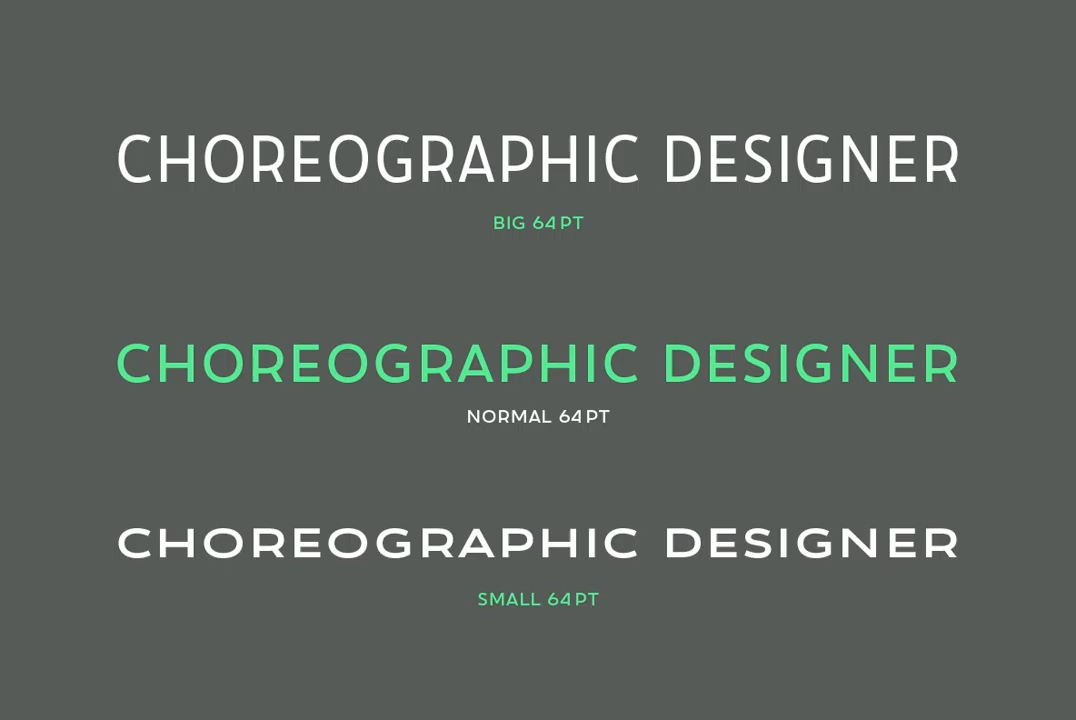 CHOREOGRAPHIC DESIGNER
BIG 64 PT
CHOREOGRAPHIC DESIGNER
NORMAL 64 PT
CHOREOGRAPHIC DESIGNER
SMALL 64 PT